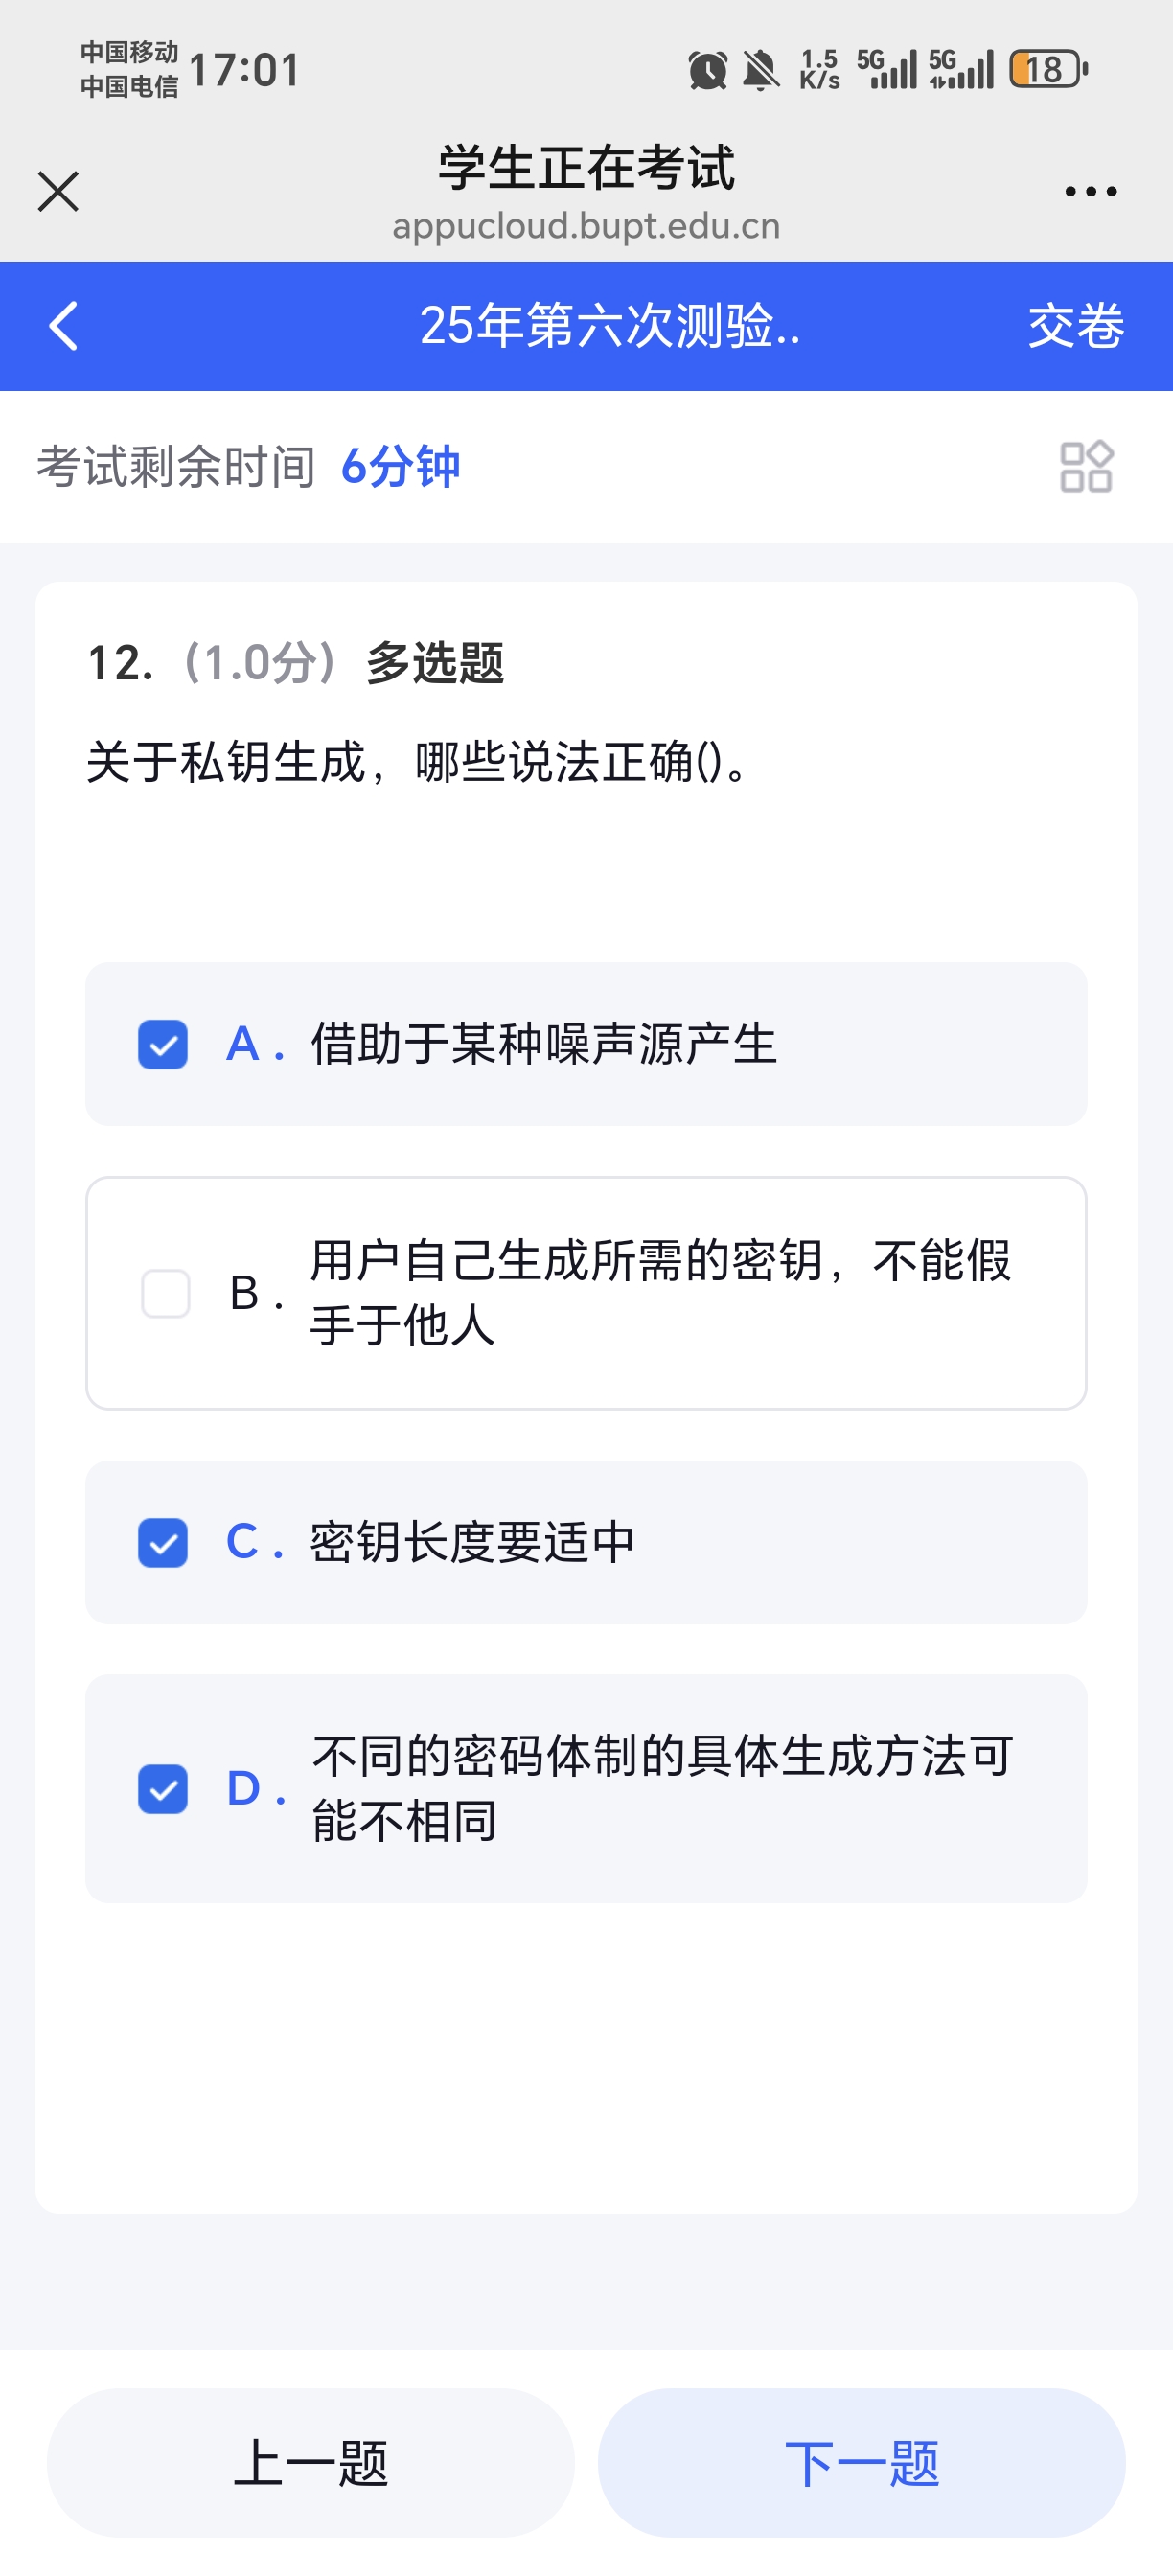 中国移动
中国电信
17:01
1.5
K/s
5G
5G
18
学生正在考试
appucloud.bupt.edu.cn
25年第六次测验..
交卷
考试剩余时间 6分钟
12. (1.0分) 多选题
关于私钥生成，哪些说法正确()。
A. 借助于某种噪声源产生
B. 用户自己生成所需的密钥，不能假
手于他人
C. 密钥长度要适中
D. 不同的密码体制的具体生成方法可
能不相同
上一题
下一题